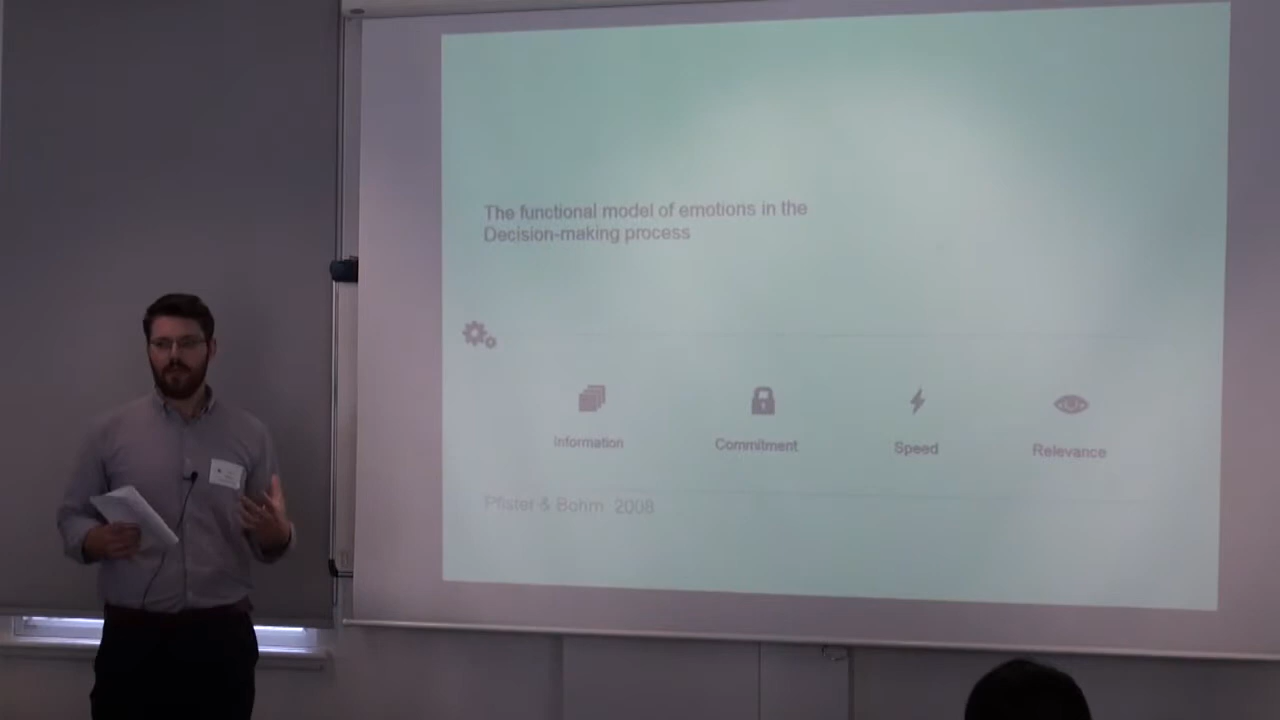 The functional model of emotions in the
Decision-making process
Information
Commitment
Speed
Relevance
Pfister & Bohm 2008